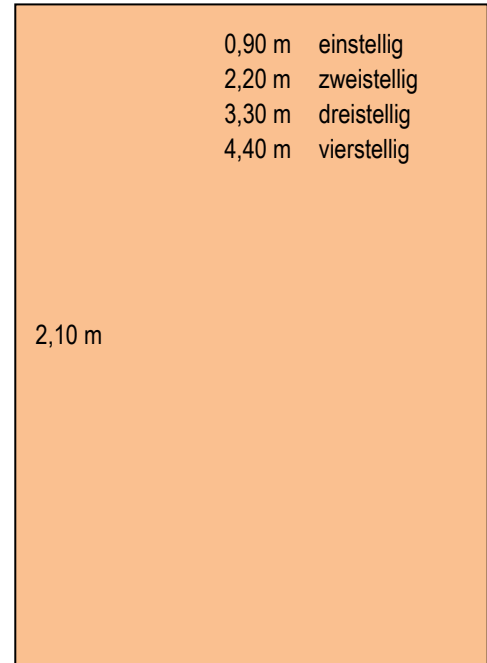 0,90 m einstellig
2,20 m zweistellig
3,30 m dreistellig
4,40 m vierstellig
2,10 m